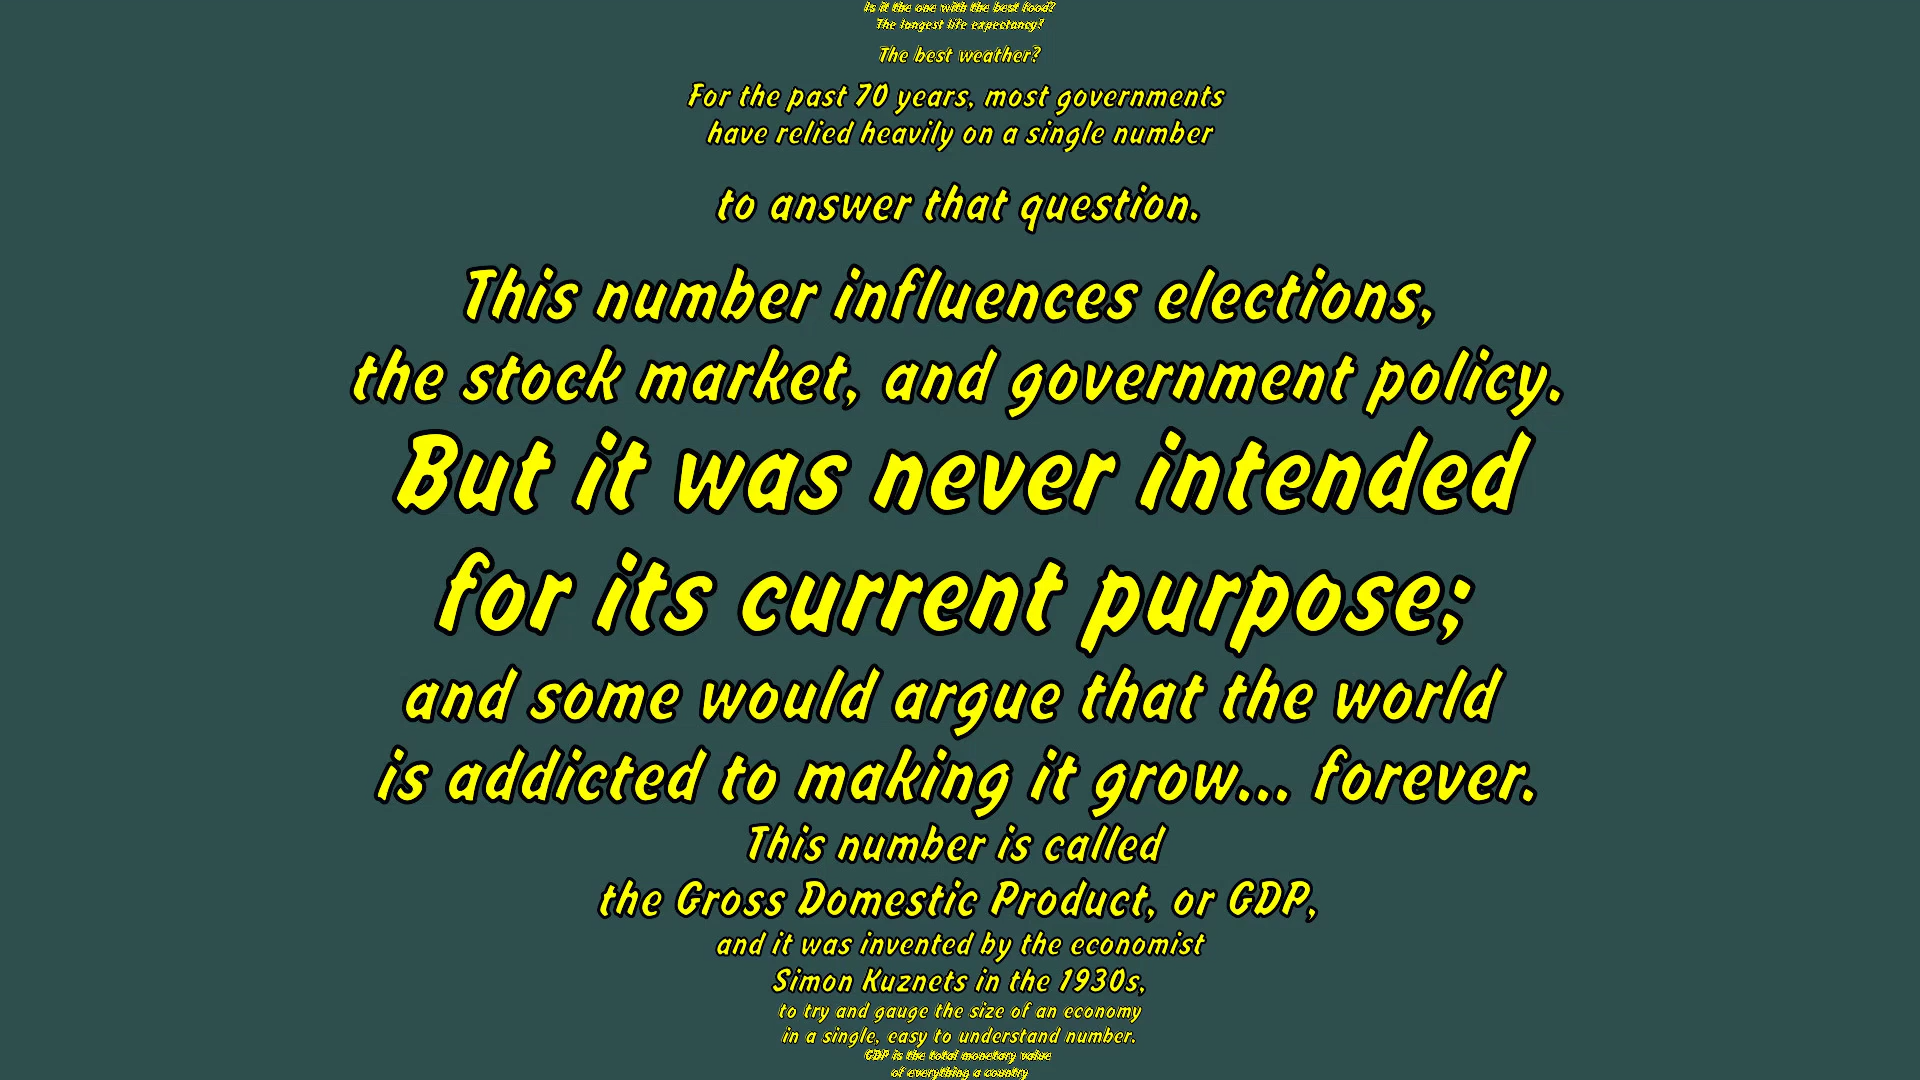 Is it the one with the best food?
The longest life expectancy?
The best weather?
For the past 70 years, most governments
have relied heavily on a single number
to answer that question.
This number influences elections,
the stock market, and government policy.
But it was never intended
for its current purpose;
and some would argue that the world
is addicted to making it grow... forever.
This number is called
the Gross Domestic Product, or GDP,
and it was invented by the economist
Simon Kuznets in the 1930s,
to try and gauge the size of an economy
in a single, easy to understand number.
GDP is the total monetary value
of everything a country